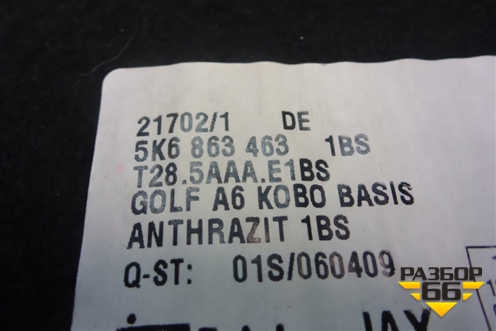 21702/1 DE
5K6 863 463 1BS
T28.5AAA.E1BS
GOLF A6 KOBO BASIS
ANTHRAZIT 1BS
Q-ST: 01S/060409
РАЗБОР
66